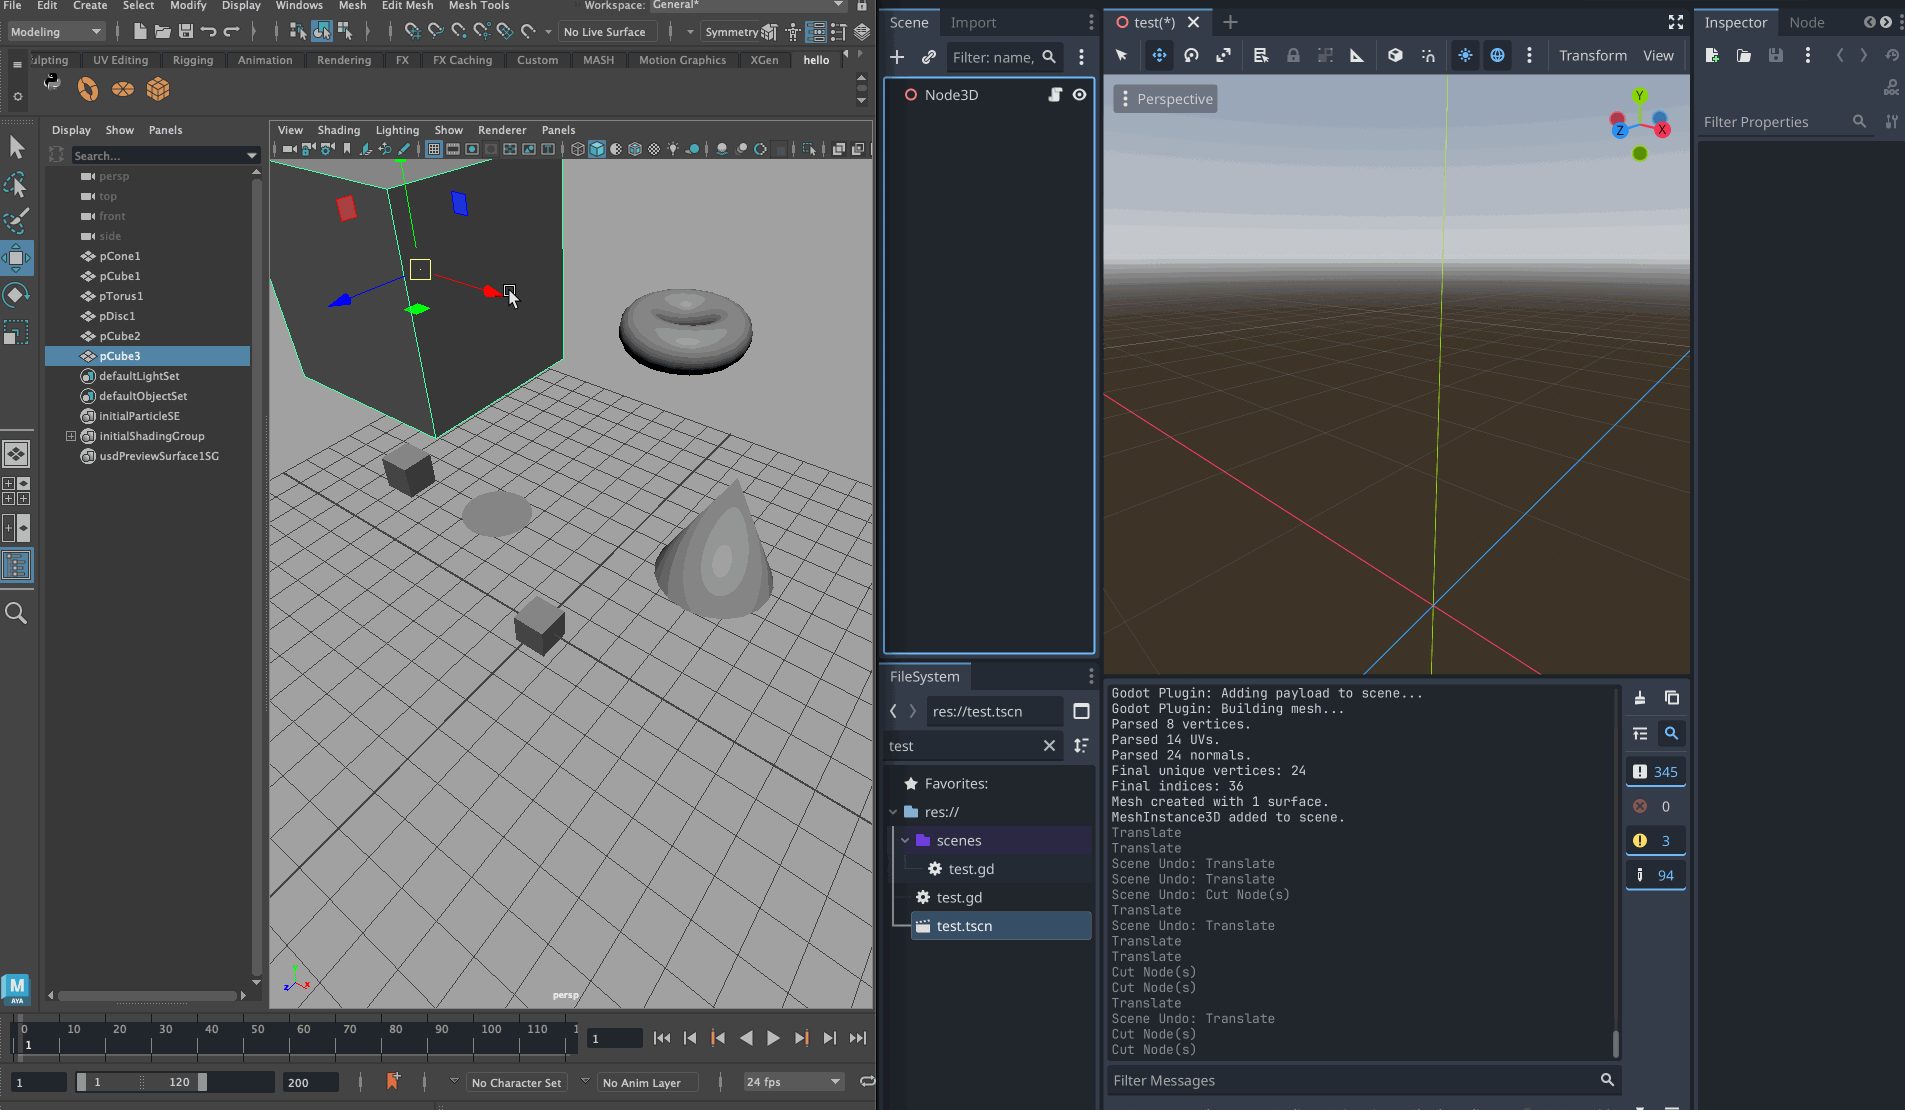 File Edit Create Select Modify Display Windows Mesh Edit Mesh Mesh Tools Workspace: General*
Modeling No Live Surface Symmetry
ulpting UV Editing Rigging Animation Rendering FX FX Caching Custom MASH Motion Graphics XGen hello
Display Show Panels
Search...
persp
top
front
side
pCone1
pCube1
pTorus1
pDisc1
pCube2
pCube3
defaultLightSet
defaultObjectSet
initialParticleSE
initialShadingGroup
usdPreviewSurface1SG
View Shading Lighting Show Renderer Panels
Y
Z X
persp
M
AYA
0 10 20 30 40 50 60 70 80 90 100 110 1
1
1
1 1 120 200 No Character Set No Anim Layer 24 fps
Scene Import
Filter: name,
Node3D
FileSystem
res://test.tscn
test
Favorites:
res://
scenes
test.gd
test.gd
test.tscn
test(*)
Transform View
Perspective
Y
Z X
Godot Plugin: Adding payload to scene...
Godot Plugin: Building mesh...
Parsed 8 vertices.
Parsed 14 UVs.
Parsed 24 normals.
Final unique vertices: 24
Final indices: 36
Mesh created with 1 surface.
MeshInstance3D added to scene.
Translate
Translate
Scene Undo: Translate
Scene Undo: Translate
Scene Undo: Cut Node(s)
Translate
Scene Undo: Translate
Translate
Translate
Cut Node(s)
Cut Node(s)
Translate
Scene Undo: Translate
Cut Node(s)
Cut Node(s)
Filter Messages
345
0
3
94
Inspector Node
Filter Properties